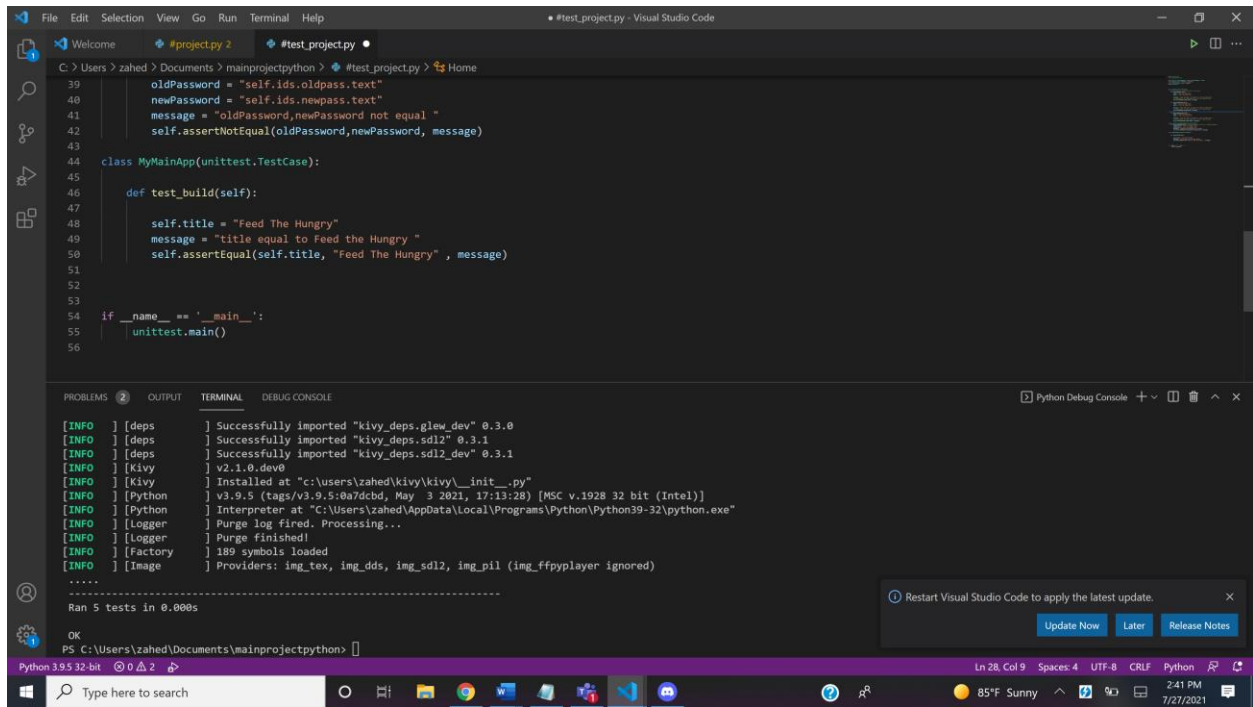 File Edit Selection View Go Run Terminal Help ● #test_project.py - Visual Studio Code
Welcome #project.py 2 #test_project.py ●
C: > Users > zahed > Documents > mainprojectpython > #test_project.py > Home
39 oldPassword = "self.ids.oldpass.text"
40 newPassword = "self.ids.newpass.text"
41 message = "oldPassword,newPassword not equal "
42 self.assertNotEqual(oldPassword,newPassword, message)
43
44 class MyMainApp(unittest.TestCase):
45
46 def test_build(self):
47
48 self.title = "Feed The Hungry"
49 message = "title equal to Feed the Hungry "
50 self.assertEqual(self.title, "Feed The Hungry" , message)
51
52
53
54 if __name__ == '__main__':
55 unittest.main()
56
PROBLEMS 2 OUTPUT TERMINAL DEBUG CONSOLE Python Debug Console
[INFO ] [deps ] Successfully imported "kivy_deps.glew_dev" 0.3.0
[INFO ] [deps ] Successfully imported "kivy_deps.sdl2" 0.3.1
[INFO ] [deps ] Successfully imported "kivy_deps.sdl2_dev" 0.3.1
[INFO ] [Kivy ] v2.1.0.dev0
[INFO ] [Kivy ] Installed at "c:\users\zahed\kivy\kivy\__init__.py"
[INFO ] [Python ] v3.9.5 (tags/v3.9.5:0a7dcbd, May 3 2021, 17:13:28) [MSC v.1928 32 bit (Intel)]
[INFO ] [Python ] Interpreter at "C:\Users\zahed\AppData\Local\Programs\Python\Python39-32\python.exe"
[INFO ] [Logger ] Purge log fired. Processing...
[INFO ] [Logger ] Purge finished!
[INFO ] [Factory ] 189 symbols loaded
[INFO ] [Image ] Providers: img_tex, img_dds, img_sdl2, img_pil (img_ffpyplayer ignored)
.....
----------------------------------------------------------------------
Ran 5 tests in 0.000s
OK
PS C:\Users\zahed\Documents\mainprojectpython>
Restart Visual Studio Code to apply the latest update.
Update Now Later Release Notes
Python 3.9.5 32-bit 0 2 Ln 28, Col 9 Spaces: 4 UTF-8 CRLF Python
Type here to search 85°F Sunny 2:41 PM
7/27/2021